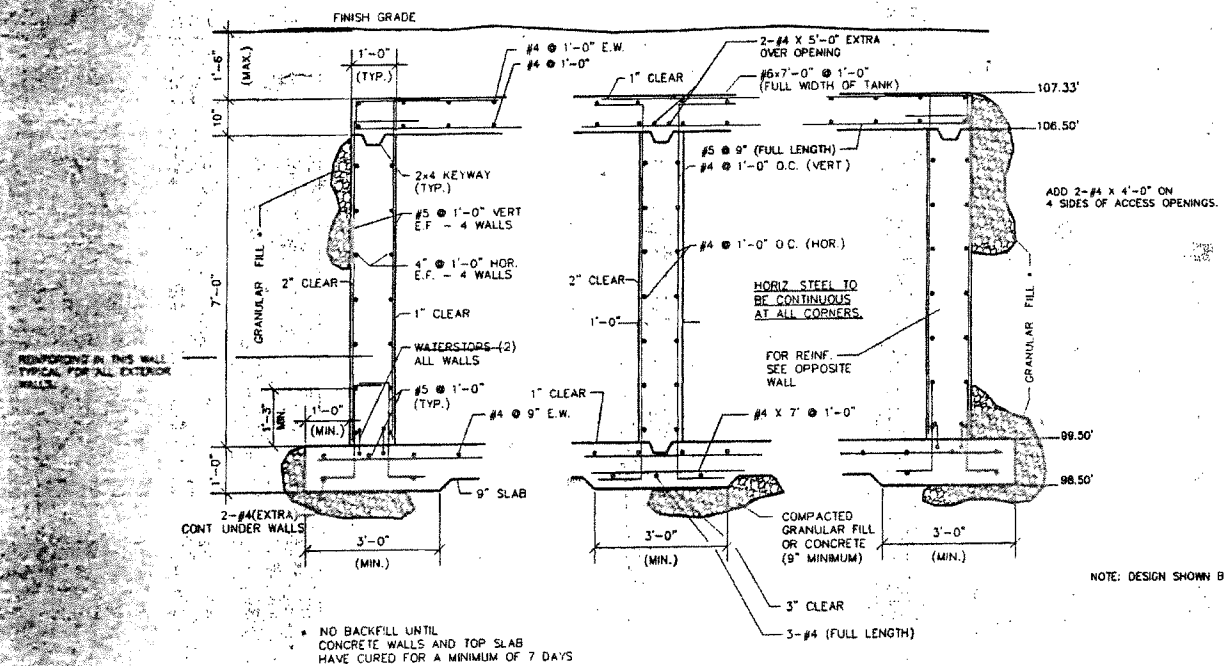 FINISH GRADE
1'-6"
(MAX.)
1'-0"
(TYP.)
#4 @ 1'-0" E.W.
#4 @ 1'-0"
2-#4 X 5'-0" EXTRA
OVER OPENING
1" CLEAR
#6x7'-0" @ 1'-0"
(FULL WIDTH OF TANK)
107.33'
10"
106.50'
#5 @ 9" (FULL LENGTH)
#4 @ 1'-0" O.C. (VERT)
2x4 KEYWAY
(TYP.)
ADD 2-#4 X 4'-0" ON
4 SIDES OF ACCESS OPENINGS.
#5 @ 1'-0" VERT
E.F. - 4 WALLS
4" @ 1'-0" HOR.
E.F. - 4 WALLS
#4 @ 1'-0" O.C. (HOR.)
GRANULAR FILL *
7'-0"
2" CLEAR
2" CLEAR
HORIZ STEEL TO
BE CONTINUOUS
AT ALL CORNERS.
GRANULAR FILL *
1" CLEAR
1'-0"
WATERSTOPS (2)
ALL WALLS
REINFORCING IN THIS WALL
TYPICAL FOR ALL EXTERIOR
WALLS.
FOR REINF.
SEE OPPOSITE
WALL
#5 @ 1'-0"
(TYP.)
1'-3"
MIN.
1'-0"
(MIN.)
#4 @ 9" E.W.
1" CLEAR
#4 X 7' @ 1'-0"
99.50'
1'-0"
98.50'
9" SLAB
2-#4(EXTRA)
CONT UNDER WALLS
3'-0"
(MIN.)
3'-0"
(MIN.)
COMPACTED
GRANULAR FILL
OR CONCRETE
(9" MINIMUM)
3'-0"
(MIN.)
NOTE: DESIGN SHOWN B
3" CLEAR
3-#4 (FULL LENGTH)
* NO BACKFILL UNTIL
CONCRETE WALLS AND TOP SLAB
HAVE CURED FOR A MINIMUM OF 7 DAYS